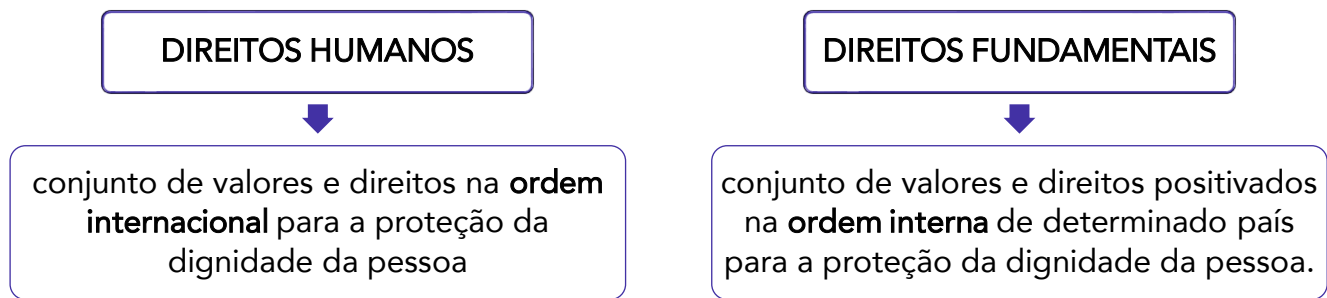 DIREITOS HUMANOS
conjunto de valores e direitos na ordem
internacional para a proteção da
dignidade da pessoa
DIREITOS FUNDAMENTAIS
conjunto de valores e direitos positivados
na ordem interna de determinado país
para a proteção da dignidade da pessoa.